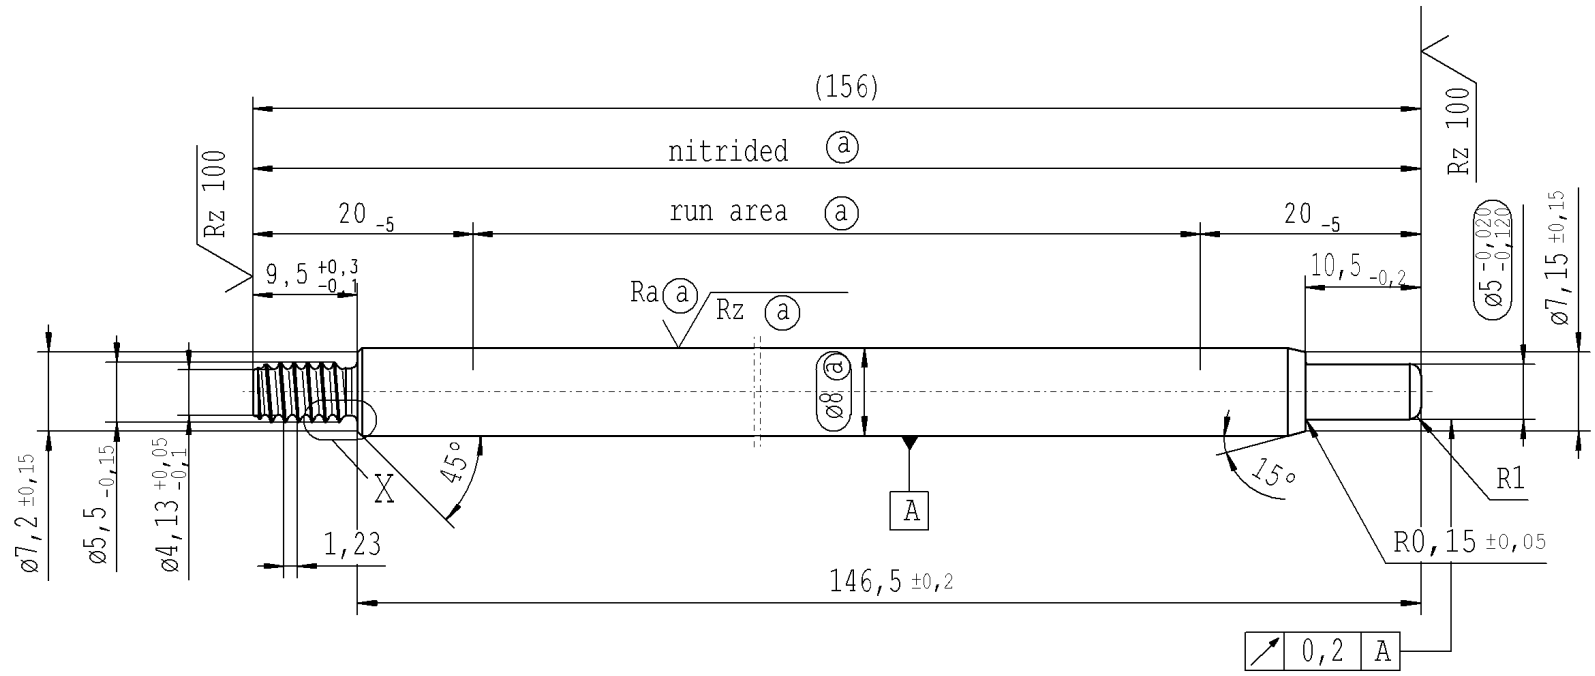 (156)
nitrided a
run area a
20 -5
20 -5
Rz 100
Rz 100
9,5 +0,3 -0,1
10,5 -0,2
ø5 -0,020 -0,120
ø7,15 ±0,15
Ra a
Rz a
ø8 a
ø7,2 ±0,15
ø5,5 -0,15
ø4,13 +0,05 -0,1
X
45°
15°
A
R1
1,23
R0,15 ±0,05
146,5 ±0,2
0,2 A